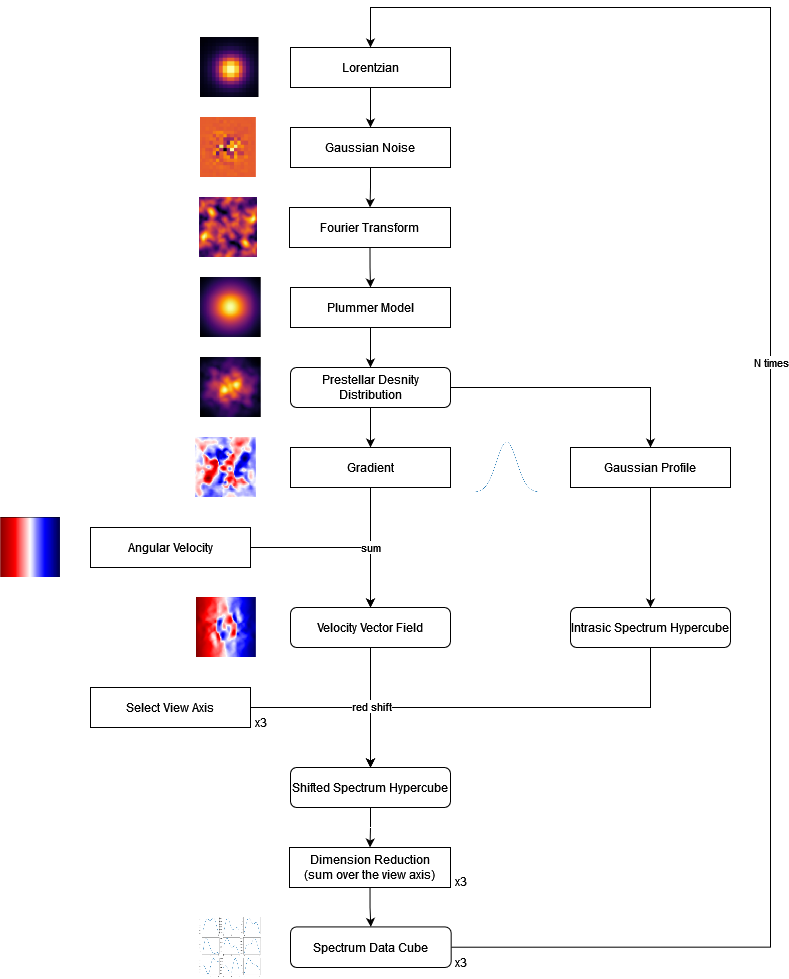 Lorentzian
Gaussian Noise
Fourier Transform
Plummer Model
N times
Prestellar Desnity
Distribution
Gradient
Gaussian Profile
Angular Velocity
sum
Velocity Vector Field
Intrasic Spectrum Hypercube
Select View Axis
red shift
x3
Shifted Spectrum Hypercube
Dimension Reduction
(sum over the view axis)
x3
Spectrum Data Cube
x3